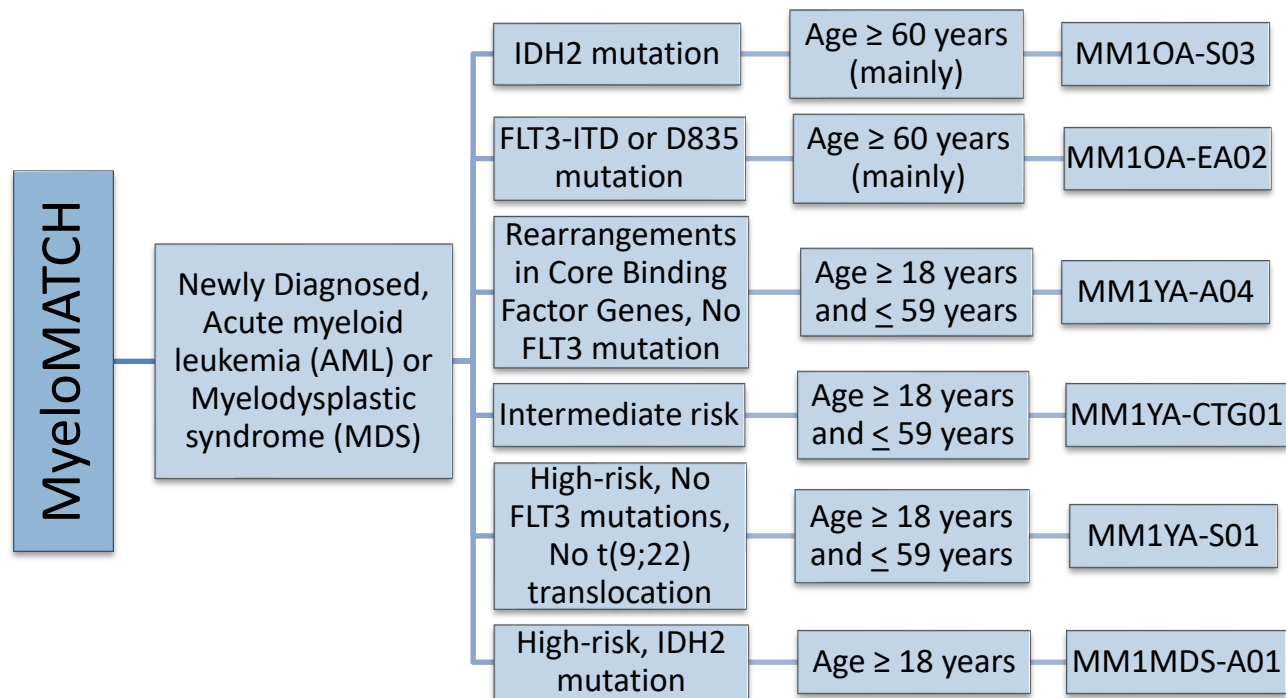 MyeloMATCH
Newly Diagnosed,
Acute myeloid
leukemia (AML) or
Myelodysplastic
syndrome (MDS)
IDH2 mutation
Age ≥ 60 years
(mainly)
MM1OA-S03
FLT3-ITD or D835
mutation
Age ≥ 60 years
(mainly)
MM1OA-EA02
Rearrangements
in Core Binding
Factor Genes, No
FLT3 mutation
Age ≥ 18 years
and < 59 years
MM1YA-A04
Intermediate risk
Age ≥ 18 years
and < 59 years
MM1YA-CTG01
High-risk, No
FLT3 mutations,
No t(9;22)
translocation
Age ≥ 18 years
and < 59 years
MM1YA-S01
High-risk, IDH2
mutation
Age ≥ 18 years
MM1MDS-A01